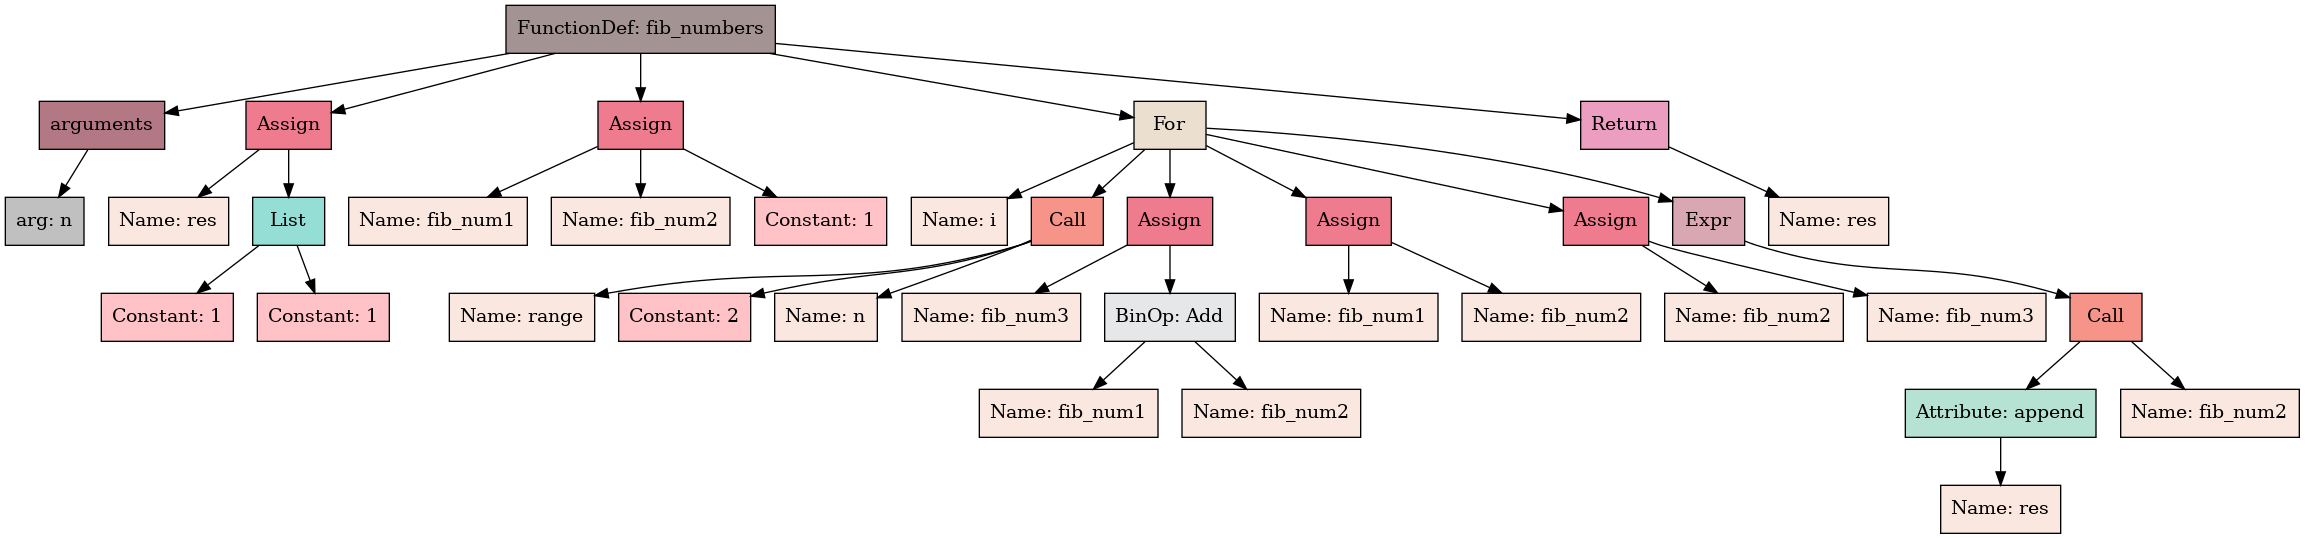 FunctionDef: fib_numbers
arguments
Assign
Assign
For
Return
arg: n
Name: res
List
Name: fib_num1
Name: fib_num2
Constant: 1
Name: i
Call
Assign
Assign
Assign
Expr
Name: res
Constant: 1
Constant: 1
Name: range
Constant: 2
Name: n
Name: fib_num3
BinOp: Add
Name: fib_num1
Name: fib_num2
Name: fib_num2
Name: fib_num3
Call
Name: fib_num1
Name: fib_num2
Attribute: append
Name: fib_num2
Name: res